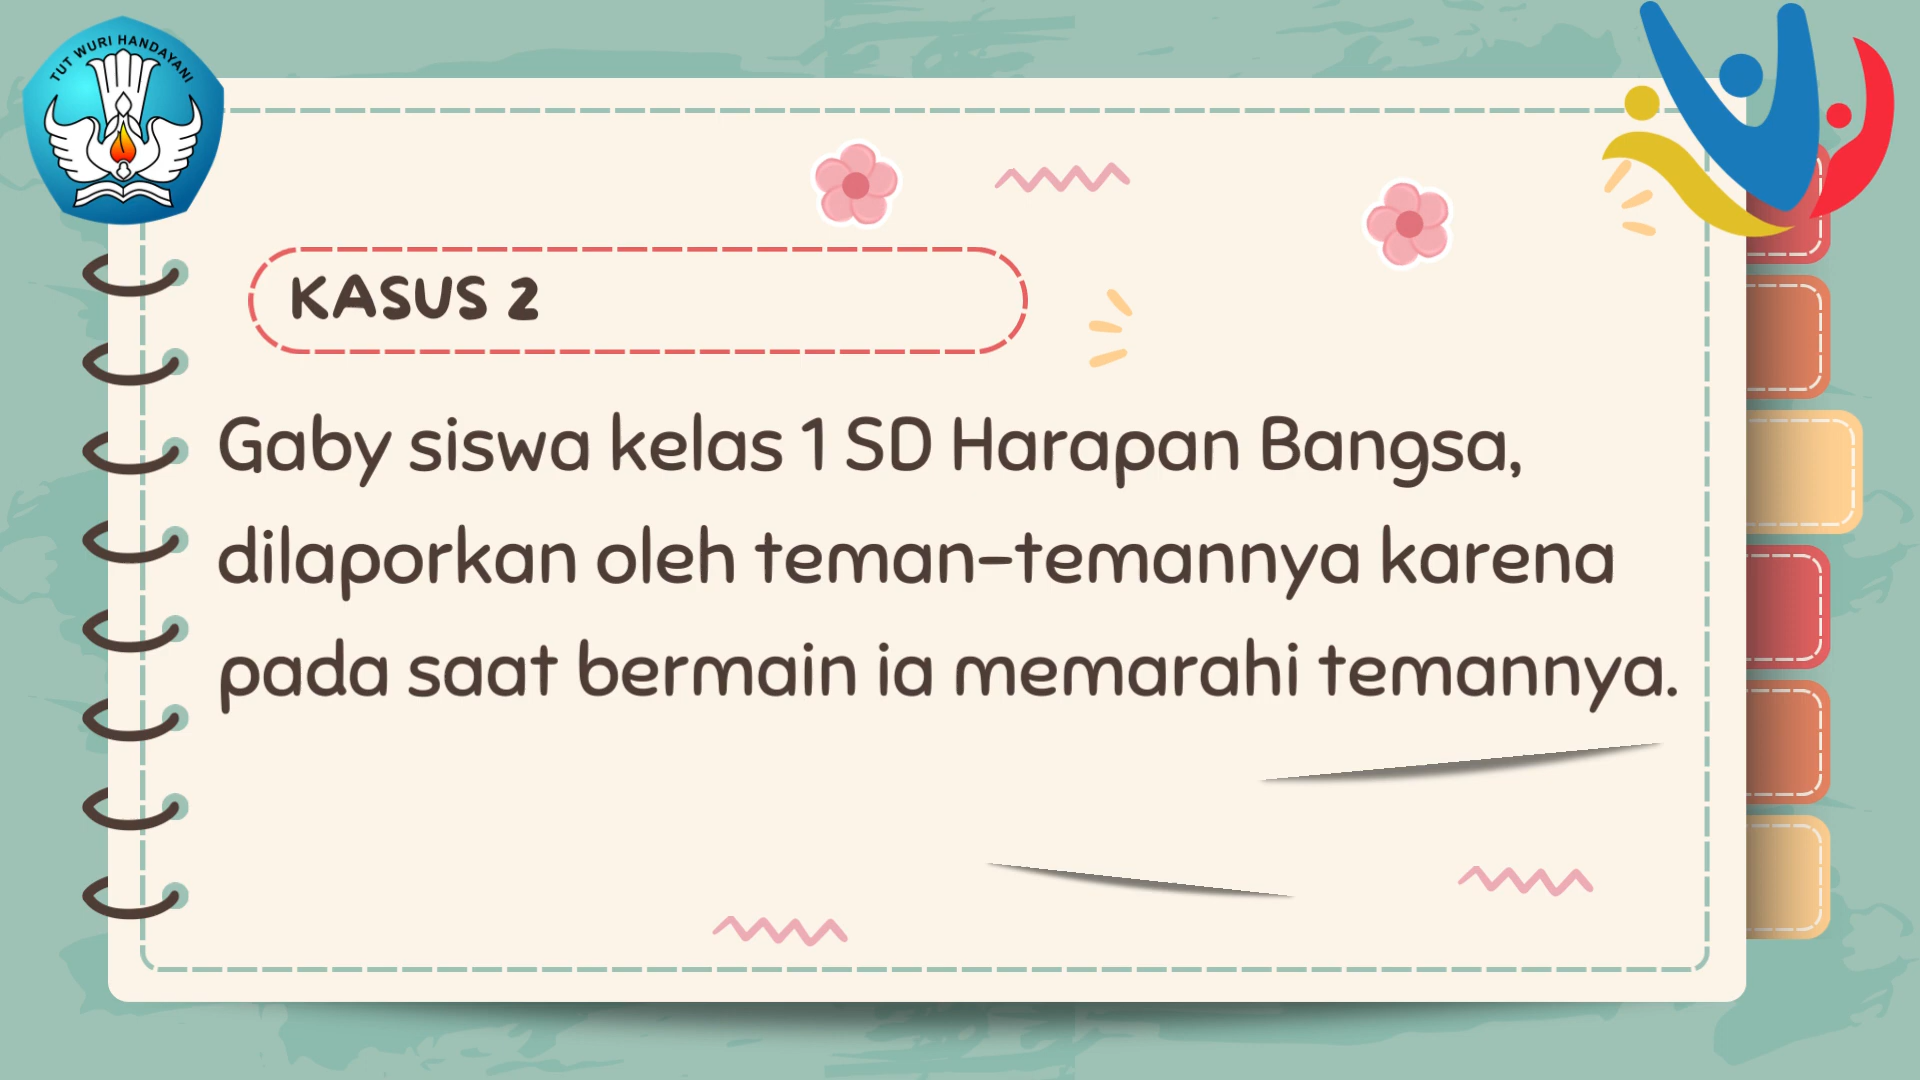 TUT WURI HANDAYANI
KASUS 2
Gaby siswa kelas 1 SD Harapan Bangsa,
dilaporkan oleh teman-temannya karena
pada saat bermain ia memarahi temannya.